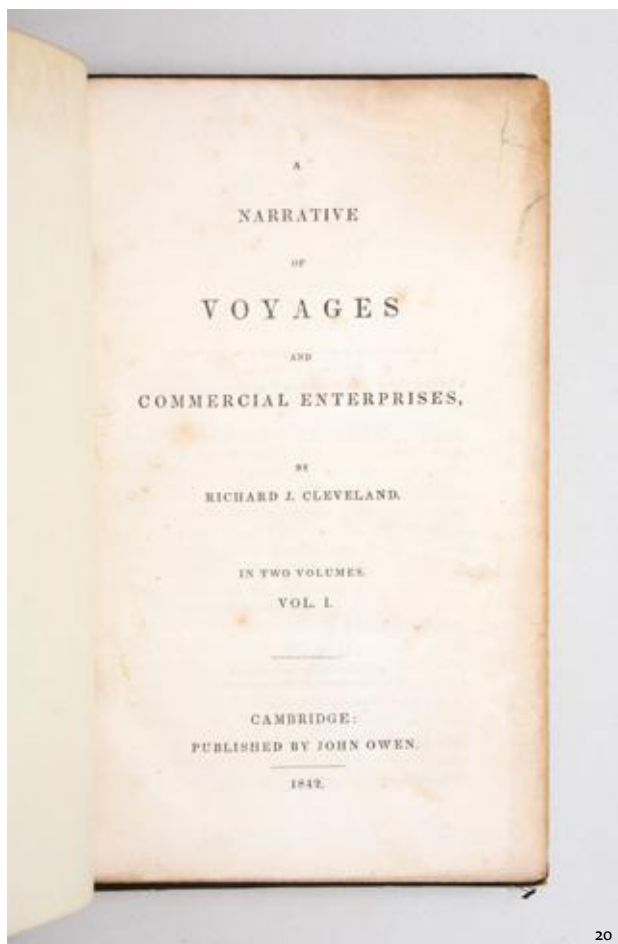 A
NARRATIVE
OF
VOYAGES
AND
COMMERCIAL ENTERPRISES,
BY
RICHARD J. CLEVELAND.
IN TWO VOLUMES.
VOL. I.
CAMBRIDGE:
PUBLISHED BY JOHN OWEN.
1842.
20